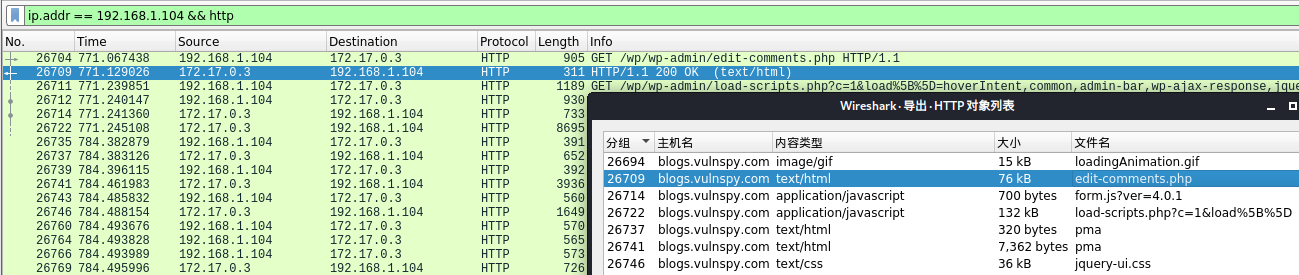 ip.addr == 192.168.1.104 && http
No. Time Source Destination Protocol Length Info
26704 771.067438 192.168.1.104 172.17.0.3 HTTP 905 GET /wp/wp-admin/edit-comments.php HTTP/1.1
26709 771.129026 172.17.0.3 192.168.1.104 HTTP 311 HTTP/1.1 200 OK (text/html)
26711 771.239851 192.168.1.104 172.17.0.3 HTTP 1189 GET /wp/wp-admin/load-scripts.php?c=1&load%5B%5D=hoverIntent,common,admin-bar,wp-ajax-response,jque
26712 771.240147 192.168.1.104 172.17.0.3 HTTP 930
26714 771.241360 172.17.0.3 192.168.1.104 HTTP 733
26722 771.245108 172.17.0.3 192.168.1.104 HTTP 8695
26735 784.382879 192.168.1.104 172.17.0.3 HTTP 391
26737 784.383126 172.17.0.3 192.168.1.104 HTTP 652
26739 784.396115 192.168.1.104 172.17.0.3 HTTP 392
26741 784.461983 172.17.0.3 192.168.1.104 HTTP 3936
26743 784.485832 192.168.1.104 172.17.0.3 HTTP 560
26746 784.488154 172.17.0.3 192.168.1.104 HTTP 1649
26760 784.493676 192.168.1.104 172.17.0.3 HTTP 570
26764 784.493828 192.168.1.104 172.17.0.3 HTTP 565
26766 784.493989 192.168.1.104 172.17.0.3 HTTP 573
26769 784.495996 172.17.0.3 192.168.1.104 HTTP 726
Wireshark · 导出 · HTTP 对象列表
分组 主机名 内容类型 大小 文件名
26694 blogs.vulnspy.com image/gif 15 kB loadingAnimation.gif
26709 blogs.vulnspy.com text/html 76 kB edit-comments.php
26714 blogs.vulnspy.com application/javascript 700 bytes form.js?ver=4.0.1
26722 blogs.vulnspy.com application/javascript 132 kB load-scripts.php?c=1&load%5B%5D
26737 blogs.vulnspy.com text/html 320 bytes pma
26741 blogs.vulnspy.com text/html 7,362 bytes pma
26746 blogs.vulnspy.com text/css 36 kB jquery-ui.css